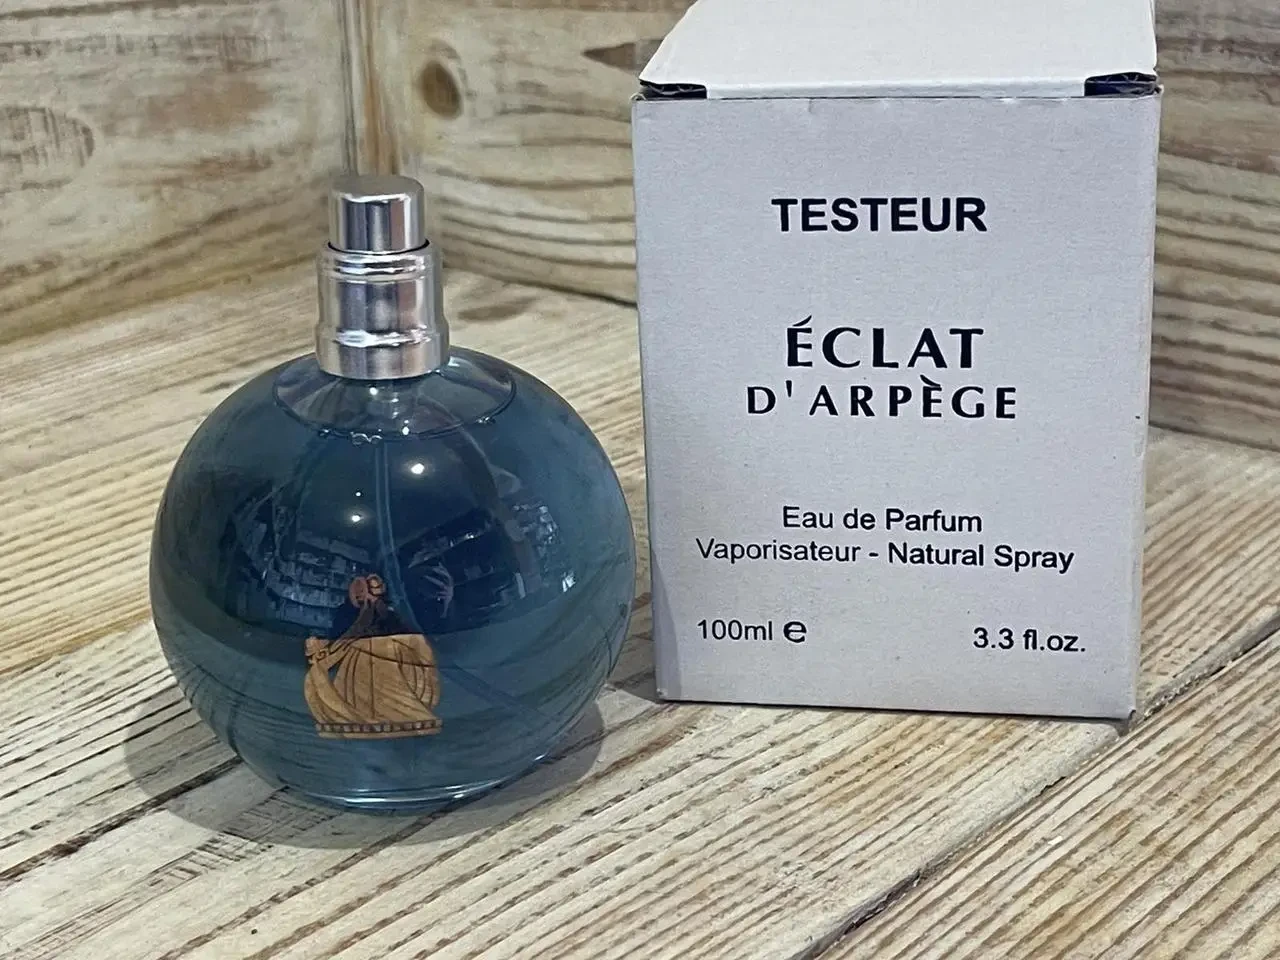 TESTEUR
ÉCLAT
D'ARPÈGE
Eau de Parfum
Vaporisateur - Natural Spray
100ml ℮
3.3 fl.oz.